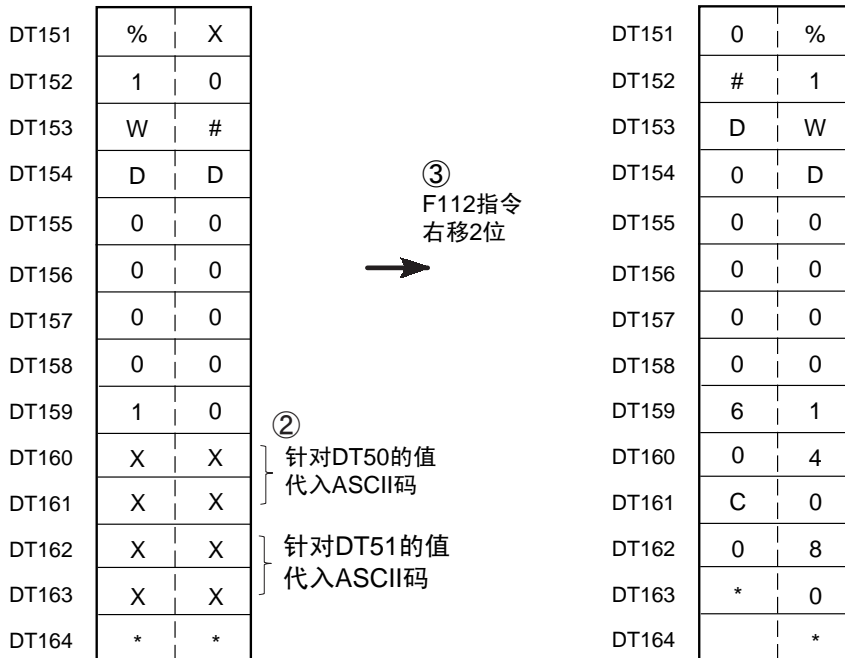 DT151 % X
DT152 1 0
DT153 W #
DT154 D D
DT155 0 0
DT156 0 0
DT157 0 0
DT158 0 0
DT159 1 0
DT160 X X
DT161 X X
DT162 X X
DT163 X X
DT164 * *
②
针对DT50的值
代入ASCII码
针对DT51的值
代入ASCII码
③
F112指令
右移2位
DT151 0 %
DT152 # 1
DT153 D W
DT154 0 D
DT155 0 0
DT156 0 0
DT157 0 0
DT158 0 0
DT159 6 1
DT160 0 4
DT161 C 0
DT162 0 8
DT163 * 0
DT164 *